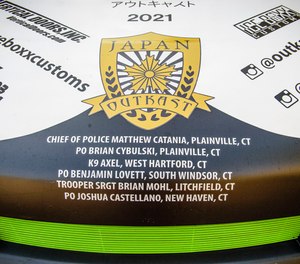 アウトキャスト
2021
boxxcustoms
JAPAN
OUTKAST
CHIEF OF POLICE MATTHEW CATANIA, PLAINVILLE, CT
PO BRIAN CYBULSKI, PLAINVILLE, CT
K9 AXEL, WEST HARTFORD, CT
PO BENJAMIN LOVETT, SOUTH WINDSOR, CT
TROOPER SRGT BRIAN MOHL, LITCHFIELD, CT
PO JOSHUA CASTELLANO, NEW HAVEN, CT